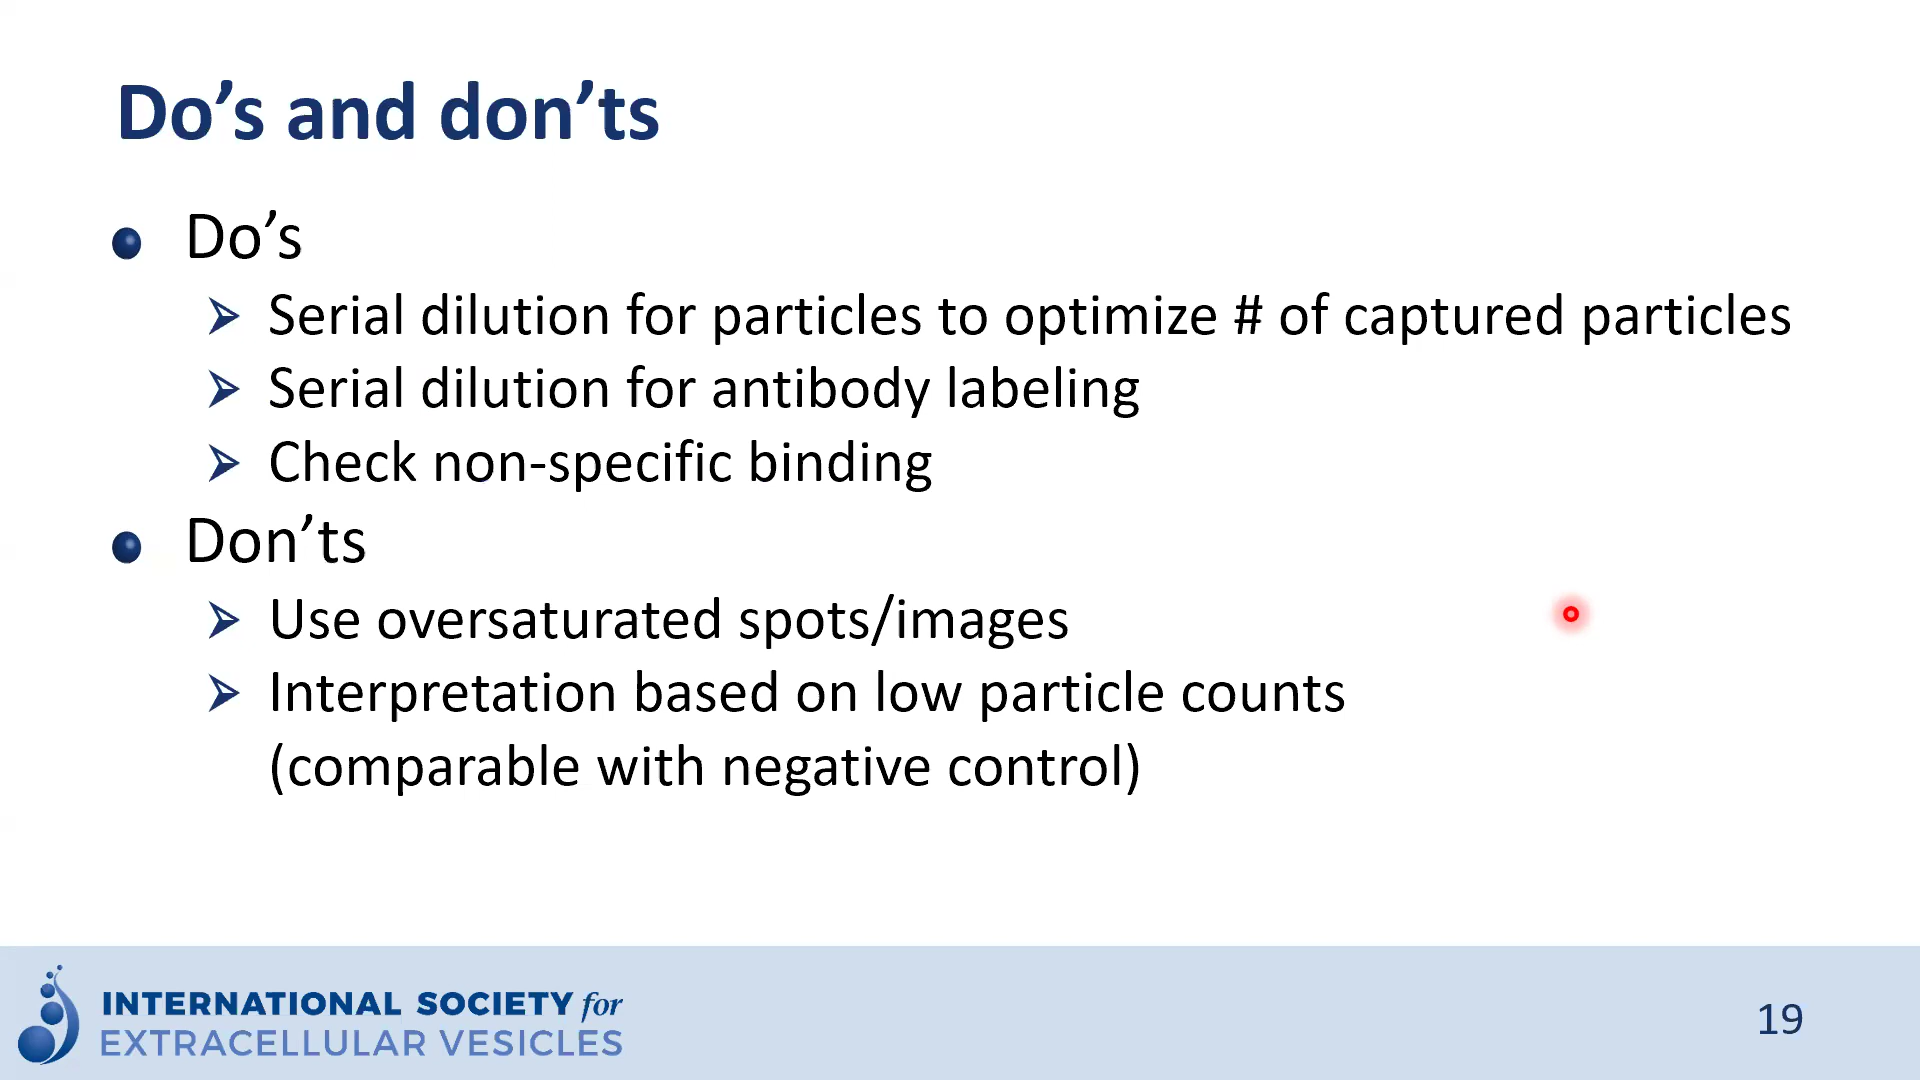 Do’s and don’ts
Do’s
Serial dilution for particles to optimize # of captured particles
Serial dilution for antibody labeling
Check non-specific binding
Don’ts
Use oversaturated spots/images
Interpretation based on low particle counts
(comparable with negative control)
INTERNATIONAL SOCIETY for
EXTRACELLULAR VESICLES
19